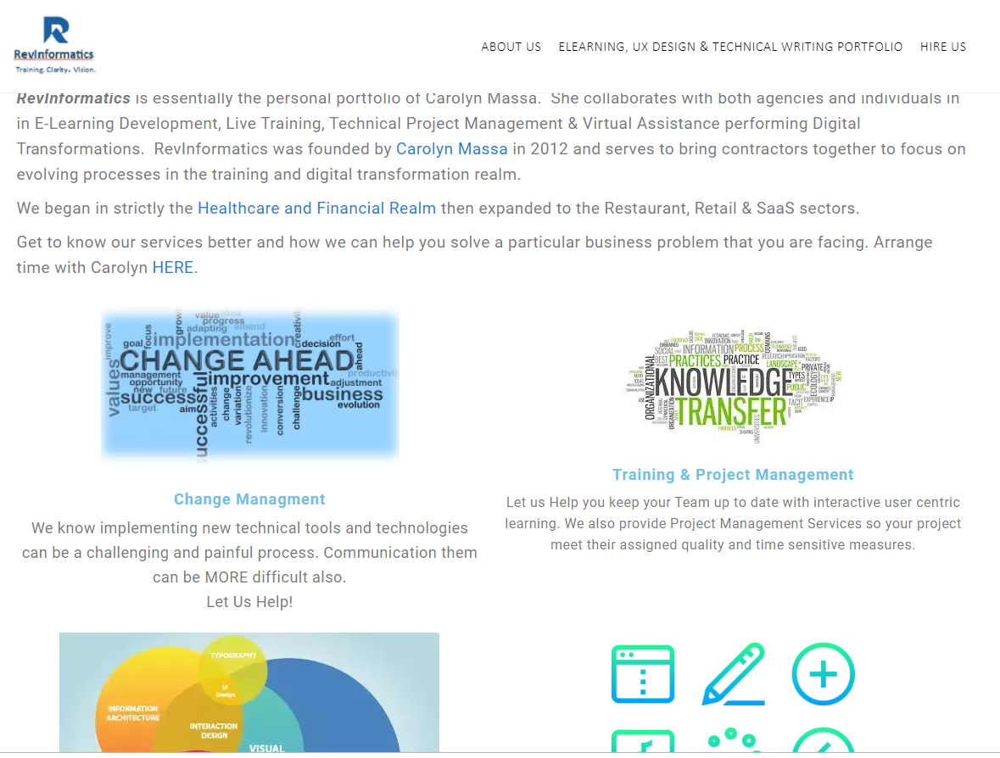 RevInformatics
Training. Clarity. Vision.
ABOUT US ELEARNING, UX DESIGN & TECHNICAL WRITING PORTFOLIO HIRE US
RevInformatics is essentially the personal portfolio of Carolyn Massa. She collaborates with both agencies and individuals in
in E-Learning Development, Live Training, Technical Project Management & Virtual Assistance performing Digital
Transformations. RevInformatics was founded by Carolyn Massa in 2012 and serves to bring contractors together to focus on
evolving processes in the training and digital transformation realm.
We began in strictly the Healthcare and Financial Realm then expanded to the Restaurant, Retail & SaaS sectors.
Get to know our services better and how we can help you solve a particular business problem that you are facing. Arrange
time with Carolyn HERE.
improve
growth
value
idea
progress
adapting
amend
creativity
focus
goal
implementation
decision
effort
CHANGE AHEAD
ahead
values
management
improvement
productivit
opportunity
adjustment
new future
success
business
target
aim
successful
activities
change
variation
revolutionize
innovation
conversion
challenge
evolution
SOCIAL
INFORMATION
INNOVATION
PROCESS
DOMAINS
BEST
PRACTICES
PRACTICE
RESEARCH
APPLICATION
TECHNOLOGY
USED
FACTORS
LANDSCAPE
PRIVATE
ORGANIZATIONAL
KNOWLEDGE
TYPES
PUBLIC
ECOLOGY
NEW
TRANSFER
TACIT
EXPERIENCE
ORGANIZATION
UNIVERSITIES
Change Managment
We know implementing new technical tools and technologies
can be a challenging and painful process. Communication them
can be MORE difficult also.
Let Us Help!
Training & Project Management
Let us Help you keep your Team up to date with interactive user centric
learning. We also provide Project Management Services so your project
meet their assigned quality and time sensitive measures.
TYPOGRAPHY
UI
Design
INFORMATION
ARCHITECTURE
INTERACTION
DESIGN
VISUAL